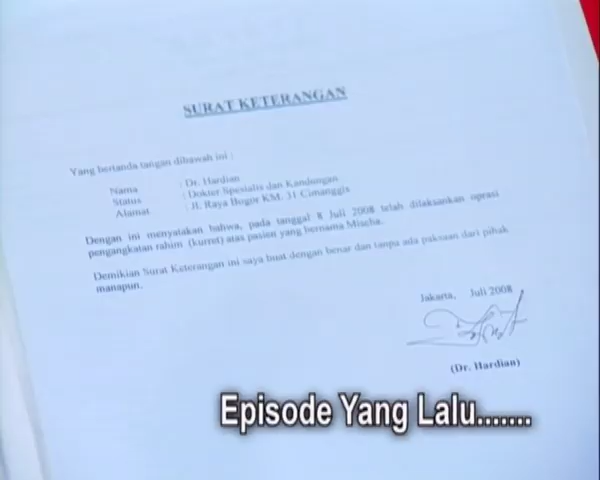 SURAT KETERANGAN
Yang bertanda tangan dibawah ini :
Nama : Dr. Hardian
Status : Dokter Spesialis dan Kandungan
Alamat : Jl. Raya Bogor KM. 31 Cimanggis
Dengan ini menyatakan bahwa, pada tanggal 8 Juli 2008 telah dilaksankan oprasi
pengangkatan rahim (kurret) atas pasien yang bernama Mischa.
Demikian Surat Keterangan ini saya buat dengan benar dan tanpa ada paksaan dari pihak
manapun.
Jakarta, Juli 2008
(Dr. Hardian)
Episode Yang Lalu.......